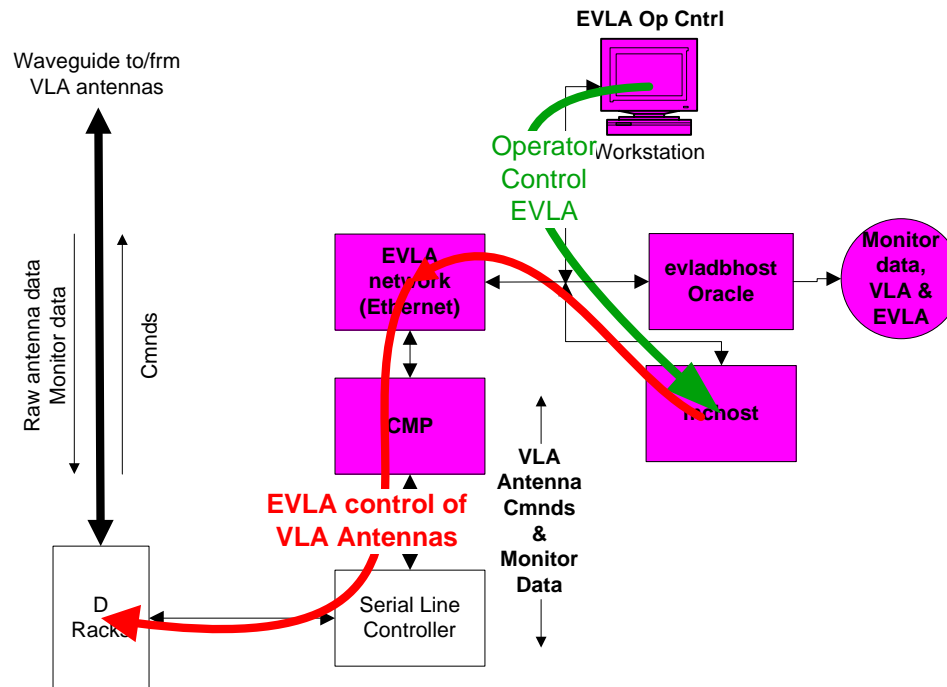 EVLA Op Cntrl
Waveguide to/frm
VLA antennas
Operator
Control
EVLA
Workstation
Raw antenna data
Monitor data
Cmnds
EVLA
network
(Ethernet)
evladbhost
Oracle
Monitor
data,
VLA &
EVLA
CMP
mchost
VLA
Antenna
Cmnds
&
Monitor
Data
EVLA control of
VLA Antennas
D
Racks
Serial Line
Controller